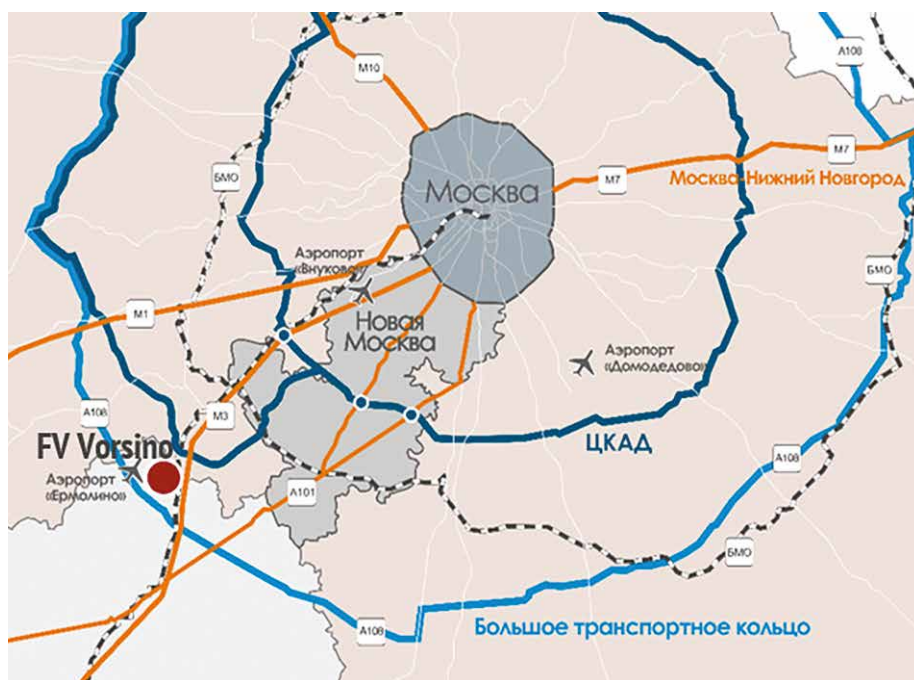 А108
М10
М7
М7
Москва-Нижний Новгород
БМО
Москва
Аэропорт
«Внуково»
БМО
М1
Новая
Москва
Аэропорт
«Домодедово»
А108
М3
ЦКАД
FV Vorsino
Аэропорт
«Ермолино»
А108
А101
БМО
А108
Большое транспортное кольцо